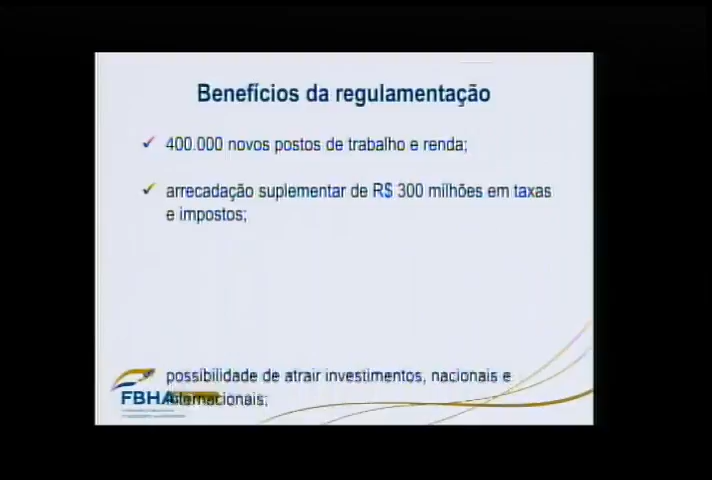 Benefícios da regulamentação
✓ 400.000 novos postos de trabalho e renda;
✓ arrecadação suplementar de R$ 300 milhões em taxas
e impostos;
✓ possibilidade de atrair investimentos, nacionais e
internacionais;
FBHA